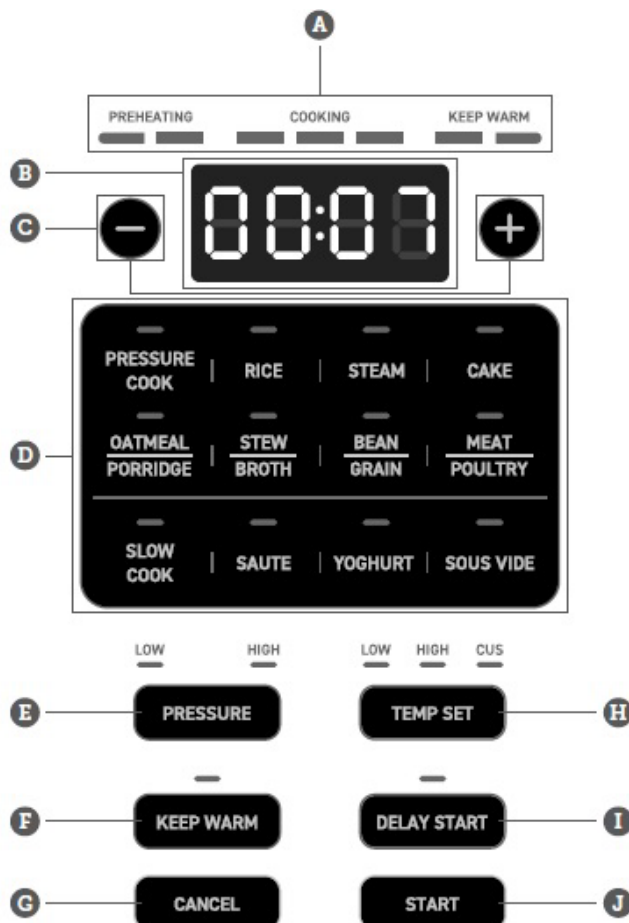 A
PREHEATING COOKING KEEP WARM
B
00:07
C
− +
PRESSURE COOK | RICE | STEAM | CAKE
D
OATMEAL PORRIDGE | STEW BROTH | BEAN GRAIN | MEAT POULTRY
SLOW COOK | SAUTE | YOGHURT | SOUS VIDE
LOW HIGH LOW HIGH CUS
E PRESSURE TEMP SET H
F KEEP WARM DELAY START I
G CANCEL START J